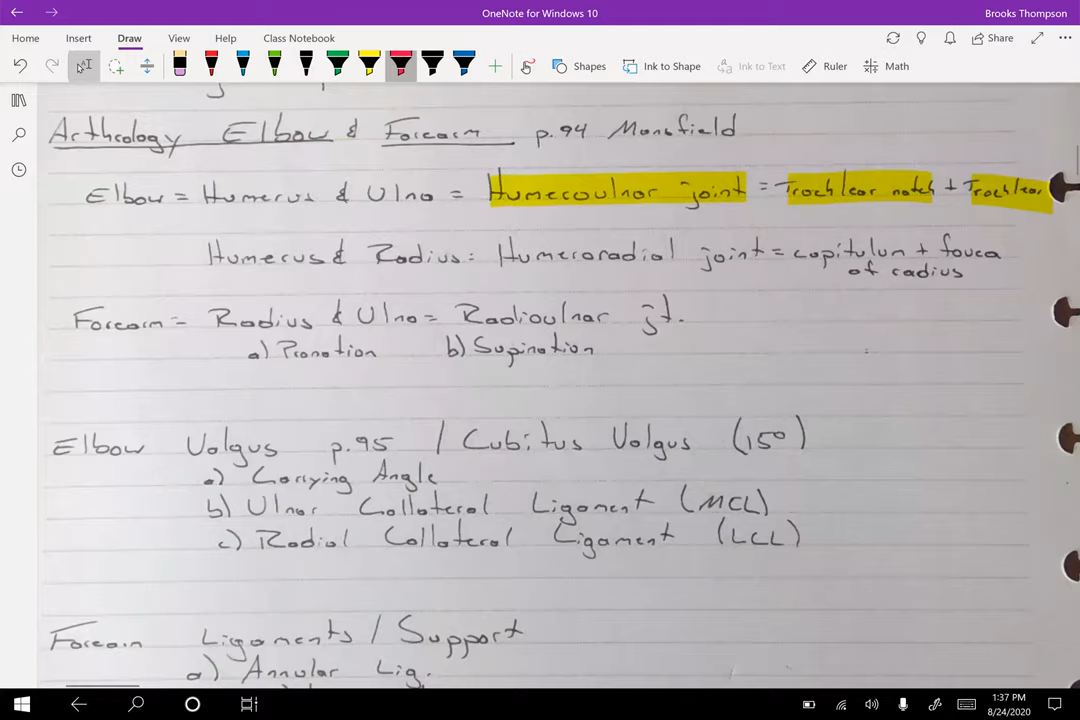 OneNote for Windows 10
Brooks Thompson
Home Insert Draw View Help Class Notebook
Share
Shapes Ink to Shape Ink to Text Ruler Math
Arthrology Elbow & Forearm p.94 Mansfield
Elbow = Humerus & Ulna = Humeroulnar joint = Trochlear notch + Trochlear
Humerus & Radius = Humeroradial joint = capitulum + fovea
of radius
Forearm = Radius & Ulna = Radioulnar jt.
a) Pronation b) Supination
Elbow Valgus p.95 / Cubitus Valgus (15°)
a) Carrying Angle
b) Ulnar Collateral Ligament (MCL)
c) Radial Collateral Ligament (LCL)
Forearm Ligaments / Support
a) Annular Lig.
1:37 PM
8/24/2020